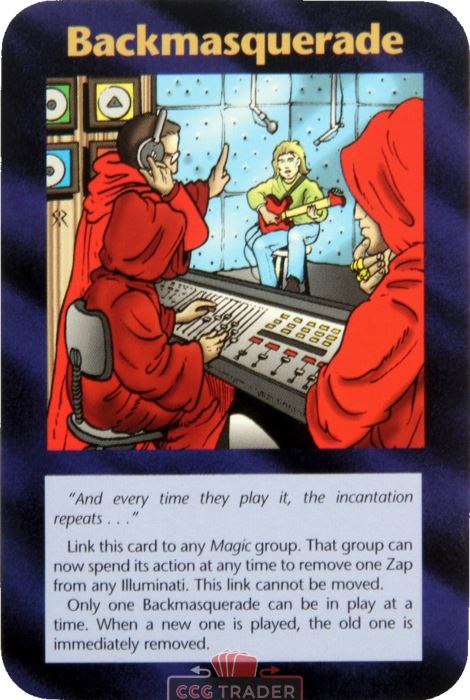 Backmasquerade
"And every time they play it, the incantation
repeats . . ."
Link this card to any Magic group. That group can
now spend its action at any time to remove one Zap
from any Illuminati. This link cannot be moved.
Only one Backmasquerade can be in play at a
time. When a new one is played, the old one is
immediately removed.
CCG TRADER